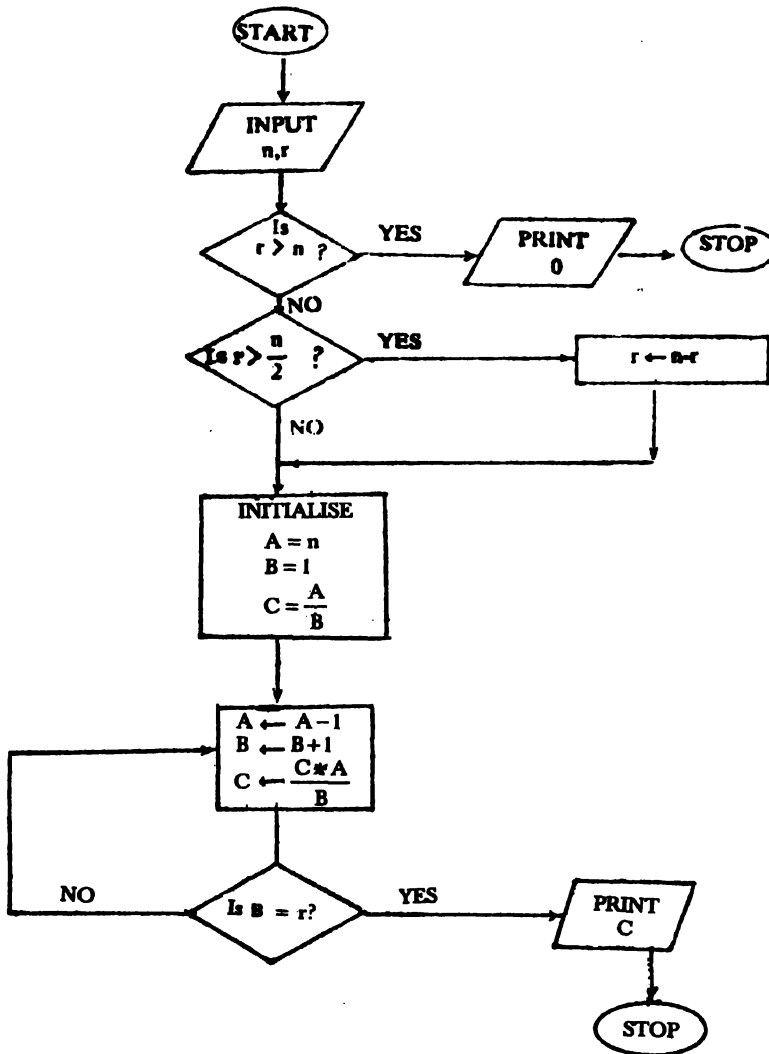 START
INPUT
n,r
Is
r > n ?
YES
PRINT
0
STOP
NO
Is r > n/2 ?
YES
r ← n-r
NO
INITIALISE
A = n
B = 1
C = A/B
A ← A-1
B ← B+1
C ← C*A/B
NO
Is B = r?
YES
PRINT
C
STOP